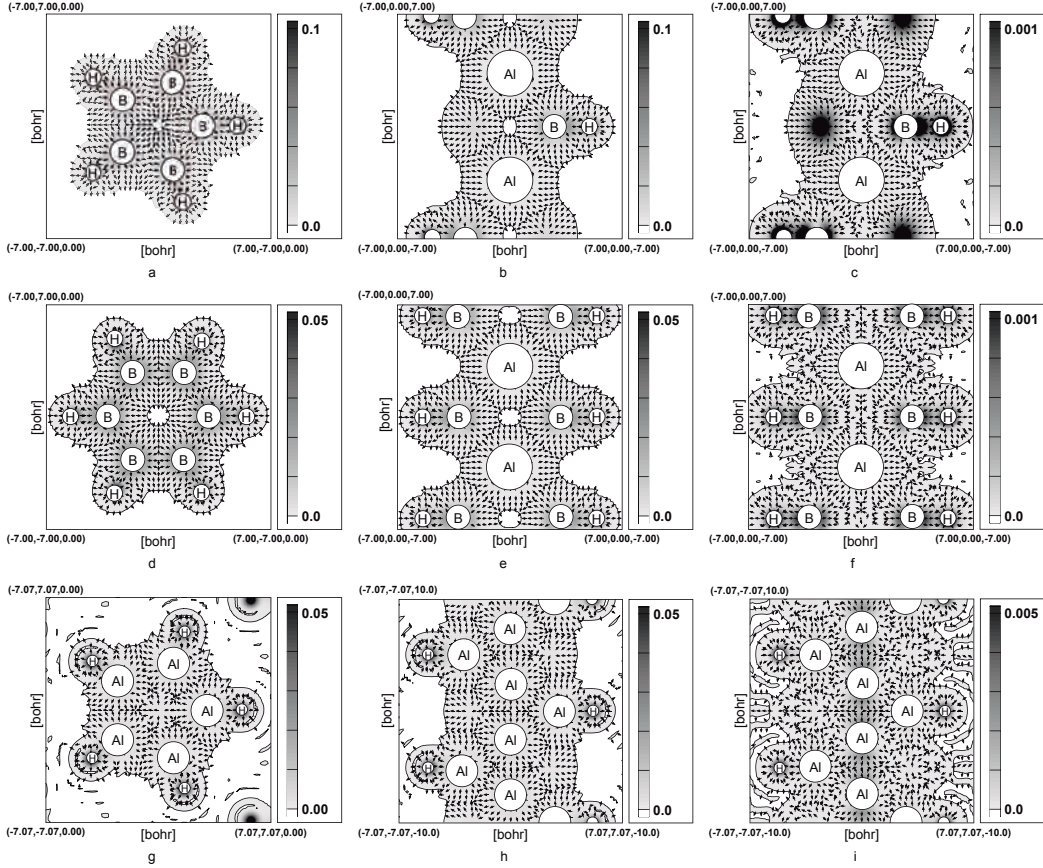 (-7.00,7.00,0.00)
0.1
H
H
B
B
[bohr]
B H
B
B
H
H
0.0
(-7.00,-7.00,0.00) [bohr] (7.00,-7.00,0.00)
a
(-7.00,0.00,7.00)
0.1
Al
[bohr]
B H
Al
0.0
(-7.00,0.00,-7.00) [bohr] (7.00,0.00,-7.00)
b
(-7.00,0.00,7.00)
0.001
Al
[bohr]
B H
Al
0.0
(-7.00,0.00,-7.00) [bohr] (7.00,0.00,-7.00)
c
(-7.00,7.00,0.00)
0.05
H H
B B
[bohr]
H B B H
B B
H H
0.0
(-7.00,-7.00,0.00) [bohr] (7.00,-7.00,0.00)
d
(-7.00,0.00,7.00)
0.05
H B B H
Al
[bohr]
H B B H
Al
H B B H
0.0
(-7.00,0.00,-7.00) [bohr] (7.00,0.00,-7.00)
e
(-7.00,0.00,7.00)
0.001
H B B H
Al
[bohr]
H B B H
Al
H B B H
0.0
(-7.00,0.00,-7.00) [bohr] (7.00,0.00,-7.00)
f
(-7.07,7.07,0.00)
0.05
H
H
Al
Al
[bohr]
Al H
Al
Al
H
H
0.00
(-7.07,-7.07,0.00) [bohr] (7.07,7.07,0.00)
g
(-7.07,-7.07,10.0)
0.05
Al
H Al
Al
[bohr]
Al H
Al
H Al
Al
0.0
(-7.07,-7.07,-10.0) [bohr] (7.07,7.07,-10.0)
h
(-7.07,-7.07,10.0)
0.005
Al
H Al
Al
[bohr]
Al H
Al
H Al
Al
0.0
(-7.07,-7.07,-10.0) [bohr] (7.07,7.07,-10.0)
i